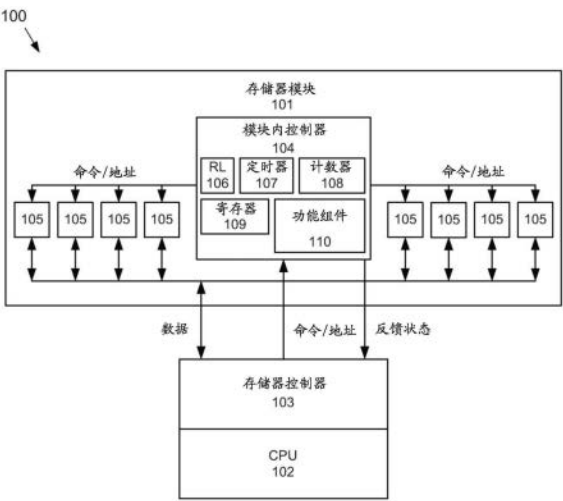 100
存储器模块
101
模块内控制器
104
RL
106
定时器
107
计数器
108
寄存器
109
功能组件
110
命令/地址
命令/地址
105
105
105
105
105
105
105
105
数据
命令/地址
反馈状态
存储器控制器
103
CPU
102